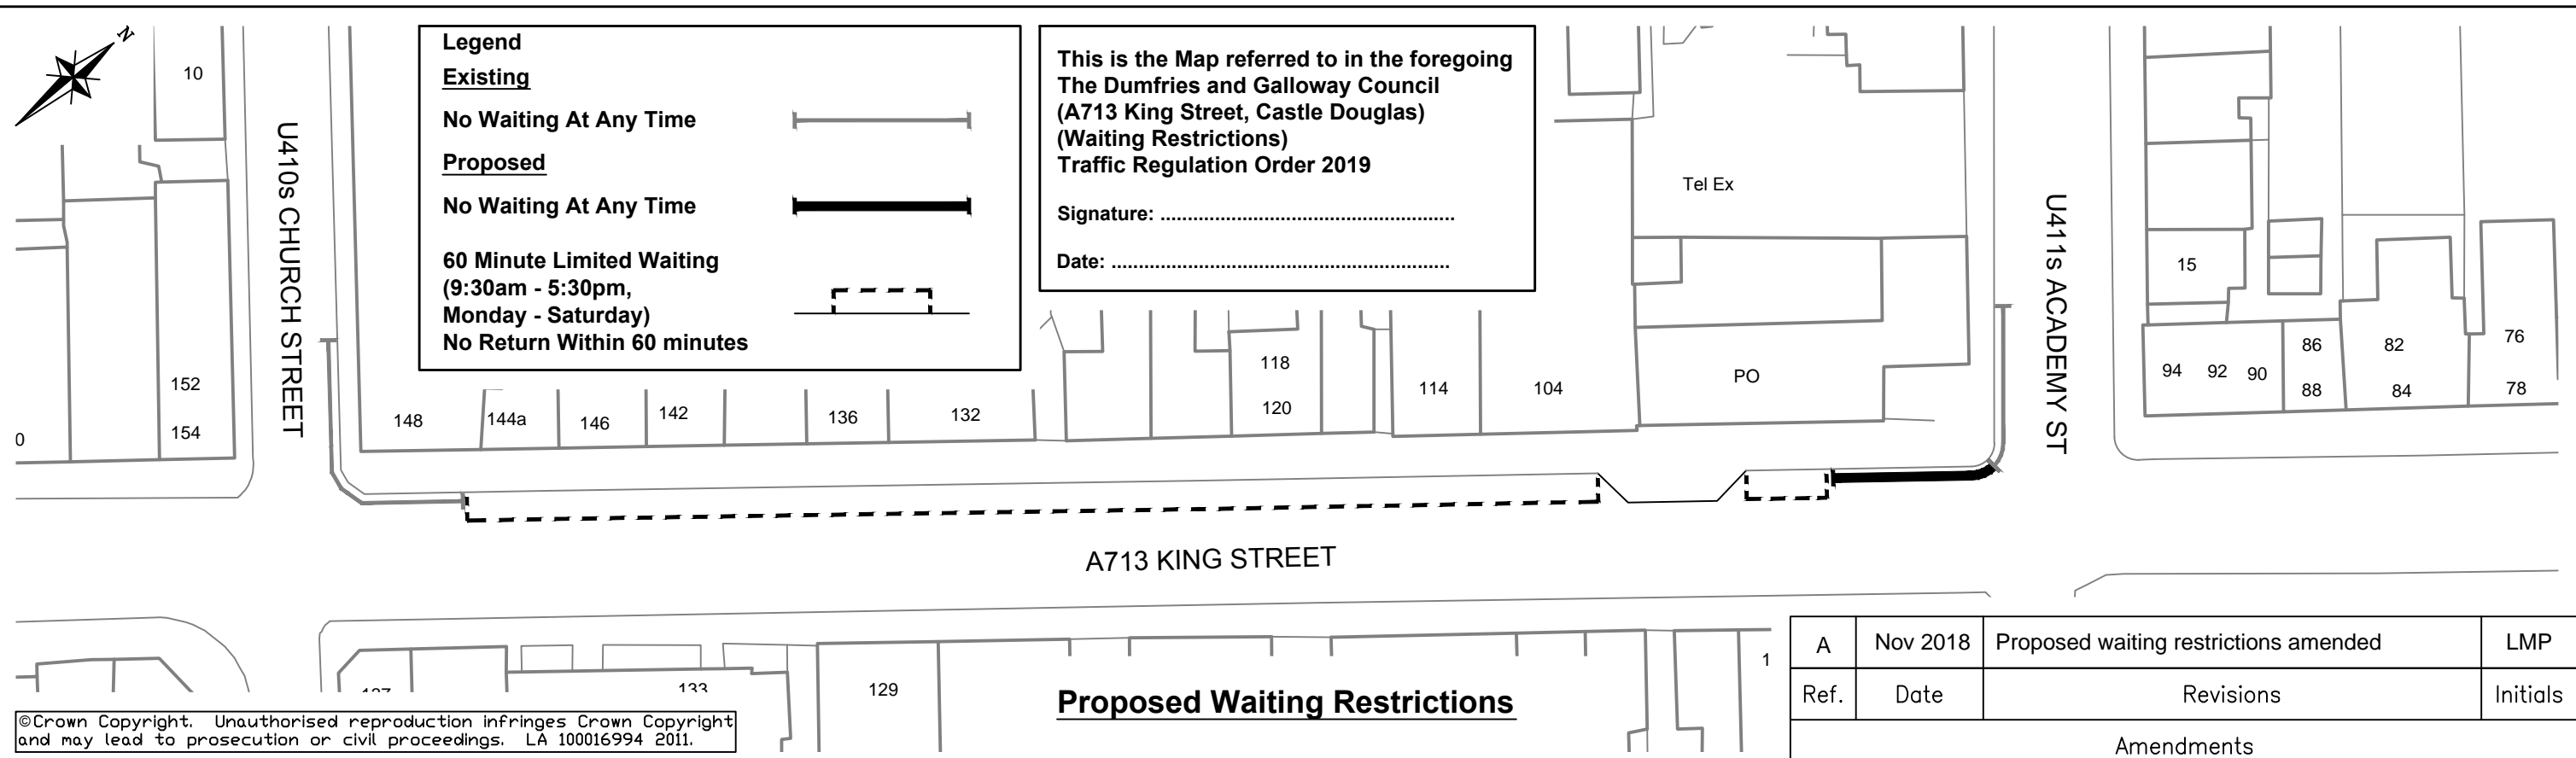 N
10
U410s CHURCH STREET
152
154
0
Legend
Existing
No Waiting At Any Time
Proposed
No Waiting At Any Time
60 Minute Limited Waiting
(9:30am - 5:30pm,
Monday - Saturday)
No Return Within 60 minutes
This is the Map referred to in the foregoing
The Dumfries and Galloway Council
(A713 King Street, Castle Douglas)
(Waiting Restrictions)
Traffic Regulation Order 2019
Signature: ......................................................
Date: ..............................................................
Tel Ex
U411s ACADEMY ST
15
148
144a
146
142
136
132
118
120
114
104
PO
94
92
90
86
88
82
84
76
78
A713 KING STREET
133
129
1
Proposed Waiting Restrictions
©Crown Copyright. Unauthorised reproduction infringes Crown Copyright
and may lead to prosecution or civil proceedings. LA 100016994 2011.
A Nov 2018 Proposed waiting restrictions amended LMP
Ref. Date Revisions Initials
Amendments